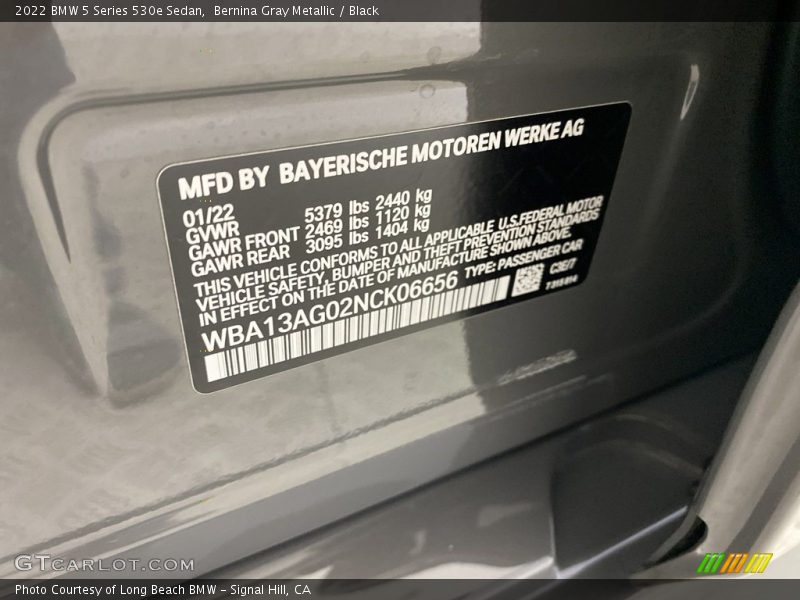 2022 BMW 5 Series 530e Sedan, Bernina Gray Metallic / Black
MFD BY BAYERISCHE MOTOREN WERKE AG
01/22
GVWR 5379 lbs 2440 kg
GAWR FRONT 2469 lbs 1120 kg
GAWR REAR 3095 lbs 1404 kg
THIS VEHICLE CONFORMS TO ALL APPLICABLE U.S.FEDERAL MOTOR
VEHICLE SAFETY, BUMPER AND THEFT PREVENTION STANDARDS
IN EFFECT ON THE DATE OF MANUFACTURE SHOWN ABOVE.
WBA13AG02NCK06656 TYPE: PASSENGER CAR
GTCARLOT.COM
Photo Courtesy of Long Beach BMW - Signal Hill, CA